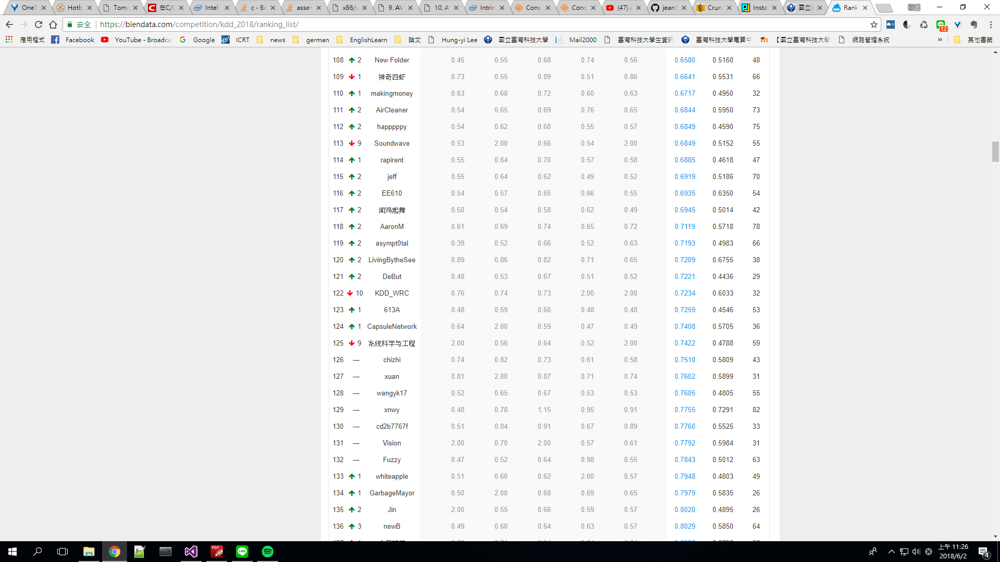 OneT Hotb Tomr 在C/C Intel c - Be asser x86/x 9. AV 10. A Intrin Cons Cons (47) A jeanS Crun Insta 國立 Rank
安全 https://biendata.com/competition/kdd_2018/ranking_list/ 12
應用程式 Facebook YouTube - Broadca Google ICRT news german EnglishLearn 論文 Hung-yi Lee 國立臺灣科技大學 Mail2000 臺灣科技大學生資訊 臺灣科技大學電算中 【國立臺灣科技大學 網路管理系統 » 其他書籤
108 2 New Folder 0.45 0.55 0.68 0.74 0.56 0.6580 0.5160 48
109 1 神奇四虾 0.73 0.55 0.89 0.51 0.86 0.6641 0.5531 66
110 1 makingmoney 0.63 0.68 0.72 0.60 0.63 0.6717 0.4950 32
111 2 AirCleaner 0.54 0.65 0.69 0.76 0.65 0.6844 0.5950 73
112 2 happpppy 0.54 0.62 0.68 0.55 0.57 0.6849 0.4590 75
113 9 Soundwave 0.53 2.00 0.66 0.54 2.00 0.6849 0.5152 55
114 1 rapirent 0.55 0.64 0.70 0.57 0.58 0.6885 0.4618 47
115 2 jeff 0.55 0.64 0.62 0.49 0.52 0.6919 0.5186 70
116 2 EE610 0.54 0.57 0.65 0.66 0.55 0.6935 0.6350 54
117 2 闻鸡起舞 0.50 0.54 0.58 0.62 0.49 0.6945 0.5014 42
118 2 AaronM 0.61 0.69 0.74 0.65 0.72 0.7119 0.5718 78
119 2 asympt0tal 0.39 0.52 0.66 0.52 0.63 0.7193 0.4983 66
120 2 LivingBytheSee 0.89 0.86 0.82 0.71 0.65 0.7209 0.6755 38
121 2 DeBut 0.48 0.53 0.67 0.51 0.52 0.7221 0.4436 29
122 10 KDD_WRC 0.76 0.74 0.73 2.00 2.00 0.7234 0.6033 32
123 1 613A 0.48 0.59 0.60 0.48 0.48 0.7259 0.4546 53
124 1 CapsuleNetwork 0.64 2.00 0.59 0.47 0.49 0.7408 0.5705 36
125 9 系统科学与工程 2.00 0.56 0.64 0.52 2.00 0.7422 0.4788 59
126 — chizhi 0.74 0.82 0.73 0.61 0.58 0.7510 0.5809 43
127 — xuan 0.81 2.00 0.87 0.71 0.74 0.7602 0.5899 31
128 — wangyk17 0.52 0.65 0.67 0.53 0.53 0.7605 0.4805 55
129 — xnwy 0.48 0.78 1.15 0.95 0.91 0.7755 0.7291 82
130 — cd2b7767f 0.51 0.84 0.91 0.67 0.89 0.7760 0.5525 33
131 — Vision 2.00 0.70 2.00 0.57 0.61 0.7792 0.5984 31
132 — Fuzzy 0.47 0.52 0.64 0.98 0.55 0.7843 0.5012 63
133 1 whiteapple 0.51 0.60 0.62 2.00 0.57 0.7948 0.4803 49
134 1 GarbageMayor 0.50 2.00 0.68 0.69 0.65 0.7979 0.5835 26
135 2 Jin 2.00 0.55 0.66 0.59 0.57 0.8020 0.4895 26
136 3 newB 0.49 0.60 0.64 0.63 0.57 0.8029 0.5850 64
上午 11:26
2018/6/2 4